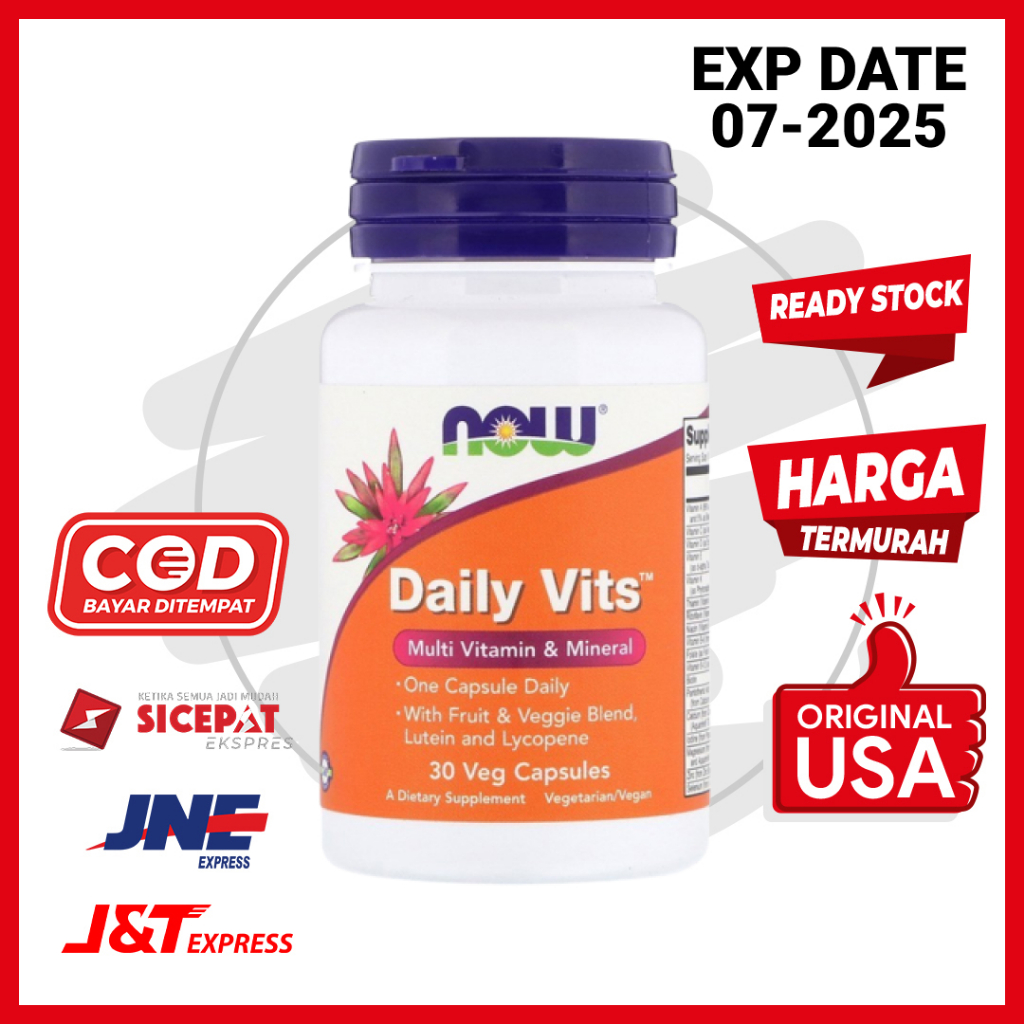 EXP DATE
07-2025
READY STOCK
HARGA
TERMURAH
ORIGINAL
USA
COD
BAYAR DITEMPAT
KETIKA SEMUA JADI MUDAH
SICEPAT
EKSPRES
JNE
EXPRESS
J&T EXPRESS
NOW®
Daily Vits™
Multi Vitamin & Mineral
• One Capsule Daily
• With Fruit & Veggie Blend,
Lutein and Lycopene
30 Veg Capsules
A Dietary Supplement Vegetarian/Vegan